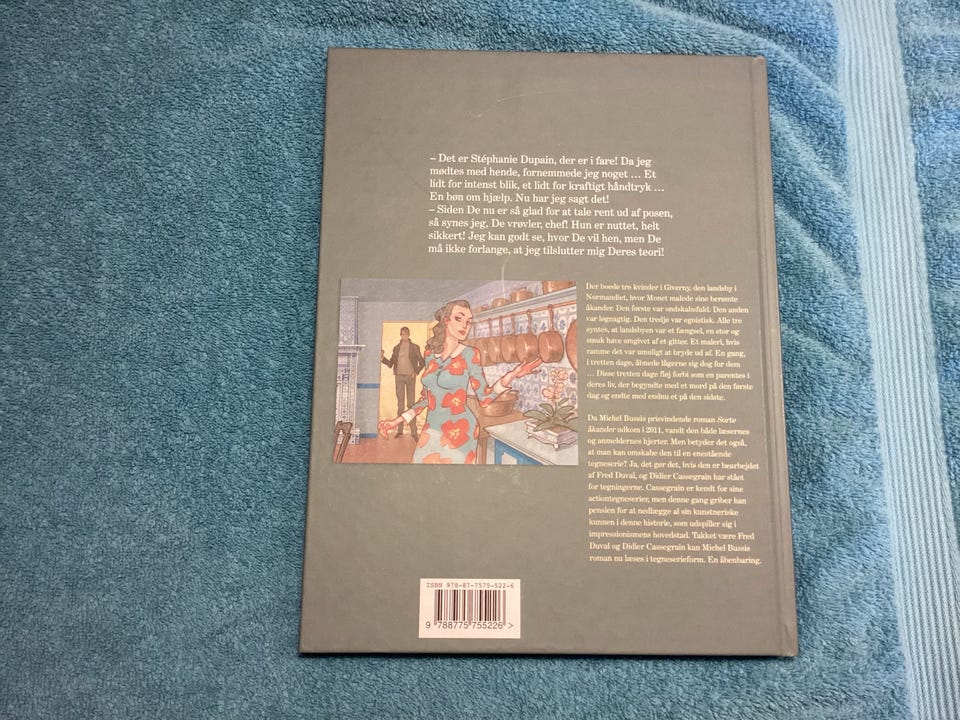 – Det er Stéphanie Dupain, der er i fare! Da jeg
mødtes med hende, fornemmede jeg noget … Et
lidt for intenst blik, et lidt for kraftigt håndtryk …
En bøn om hjælp. Nu har jeg sagt det!
– Siden De nu er så glad for at tale rent ud af posen,
så synes jeg, De vrøvler, chef! Hun er nuttet, helt
sikkert! Jeg kan godt se, hvor De vil hen, men De
må ikke forlange, at jeg tilslutter mig Deres teori!
Der boede tre kvinder i Giverny, den landsby i
Normandiet, hvor Monet malede sine berømte
åkander. Den første var ondskabsfuld. Den anden
var løgnagtig. Den tredje var egoistisk. Alle tre
syntes, at landsbyen var et fængsel, en stor og
smuk have omgivet af et gitter. Et maleri, hvis
ramme det var umuligt at bryde ud af. En gang,
i tretten dage, åbnede lågerne sig dog for dem
… Disse tretten dage fløj forbi som en parentes i
deres liv, der begyndte med et mord på den første
dag og endte med endnu et på den sidste.
Da Michel Bussis prisvindende roman Sorte
åkander udkom i 2011, vandt den både læsernes
og anmeldernes hjerter. Men betyder det også,
at man kan omskabe den til en enestående
tegneserie? Ja, det gør det, hvis den er bearbejdet
af Fred Duval, og Didier Cassegrain har stået
for tegningerne. Cassegrain er kendt for sine
actiontegneserier, men denne gang griber han
penslen for at nedlægge al sin kunstneriske
kunnen i denne historie, som udspiller sig i
impressionismens hovedstad. Takket være Fred
Duval og Didier Cassegrain kan Michel Bussis
roman nu læses i tegneserieform. En åbenbaring.
ISBN 978-87-7575-522-6
9 788775 755226 >